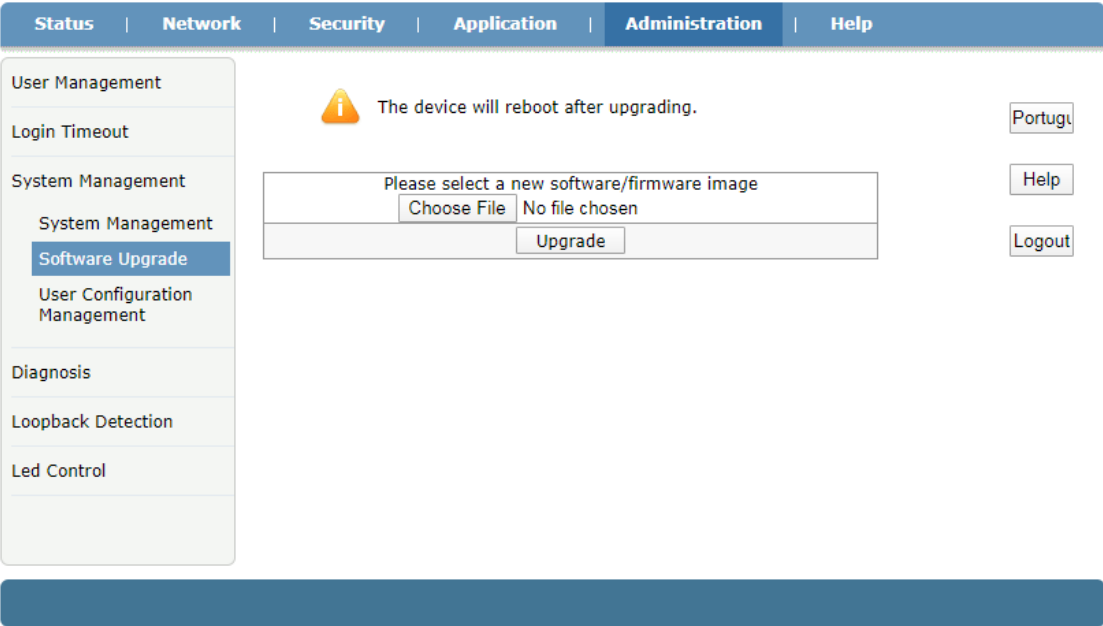 Status | Network | Security | Application | Administration | Help
User Management
Login Timeout
System Management
System Management
Software Upgrade
User Configuration
Management
Diagnosis
Loopback Detection
Led Control
The device will reboot after upgrading.
Please select a new software/firmware image
Choose File No file chosen
Upgrade
Portugu
Help
Logout